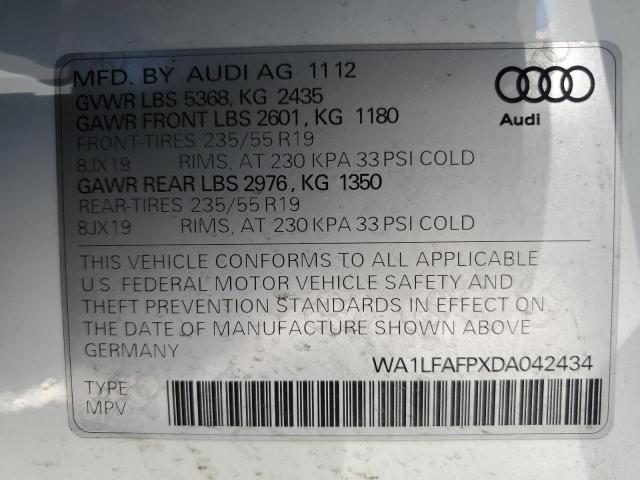 MFD. BY AUDI AG 11 12
GVWR LBS 5368, KG 2435
GAWR FRONT LBS 2601, KG 1180
FRONT-TIRES 235/55 R19
8JX19 RIMS, AT 230 KPA 33 PSI COLD
GAWR REAR LBS 2976, KG 1350
REAR-TIRES 235/55 R19
8JX19 RIMS, AT 230 KPA 33 PSI COLD
Audi
THIS VEHICLE CONFORMS TO ALL APPLICABLE
U.S. FEDERAL MOTOR VEHICLE SAFETY AND
THEFT PREVENTION STANDARDS IN EFFECT ON
THE DATE OF MANUFACTURE SHOWN ABOVE
GERMANY
WA1LFAFPXDA042434
TYPE
MPV